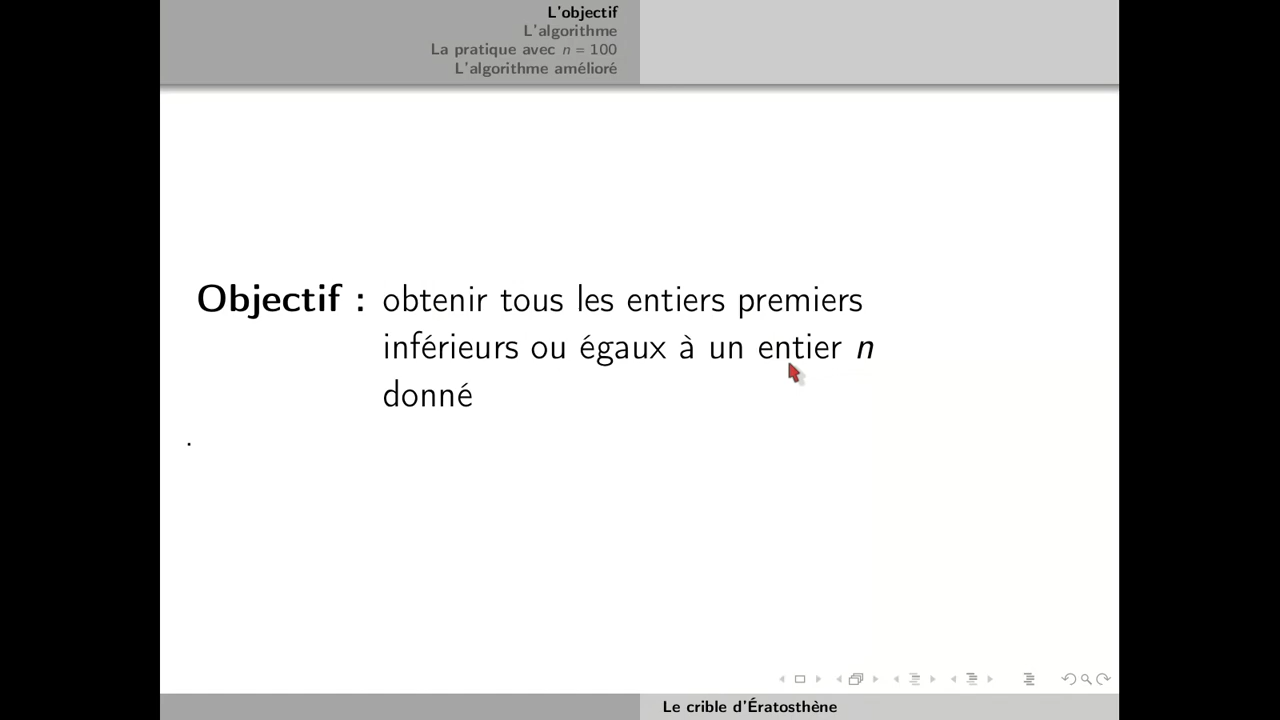 L'objectif
L'algorithme
La pratique avec n = 100
L'algorithme amélioré
Objectif : obtenir tous les entiers premiers
inférieurs ou égaux à un entier n
donné
.
Le crible d'Ératosthène